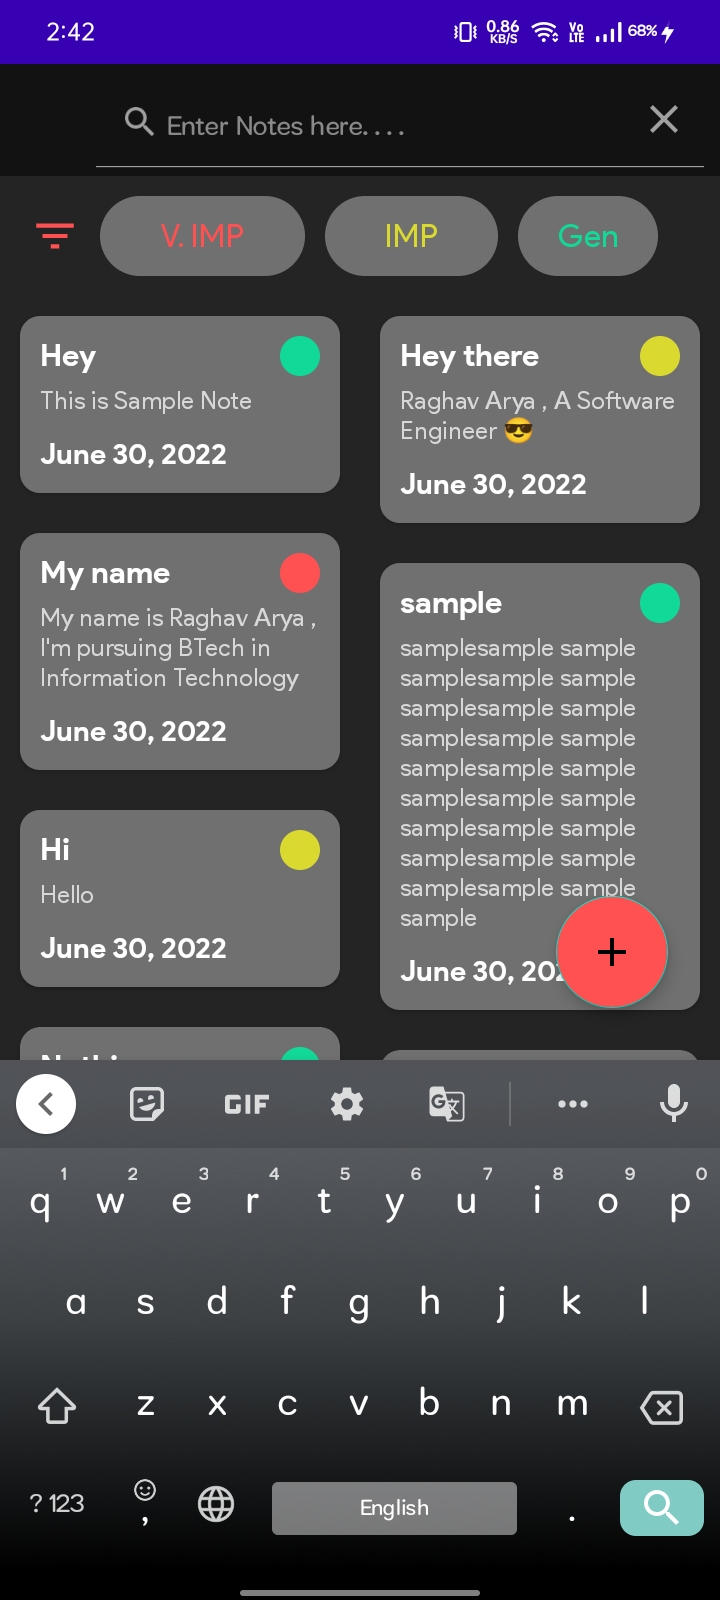 2:42
0.86
KB/S
Vo
LTE
68%
Enter Notes here....
V. IMP
IMP
Gen
Hey
This is Sample Note
June 30, 2022
Hey there
Raghav Arya , A Software
Engineer 😎
June 30, 2022
My name
My name is Raghav Arya ,
I'm pursuing BTech in
Information Technology
June 30, 2022
sample
samplesample sample
samplesample sample
samplesample sample
samplesample sample
samplesample sample
samplesample sample
samplesample sample
samplesample sample
samplesample sample
sample
June 30,
Hi
Hello
June 30, 2022
GIF
G文
1 2 3 4 5 6 7 8 9 0
q w e r t y u i o p
a s d f g h j k l
z x c v b n m
?123 , English .